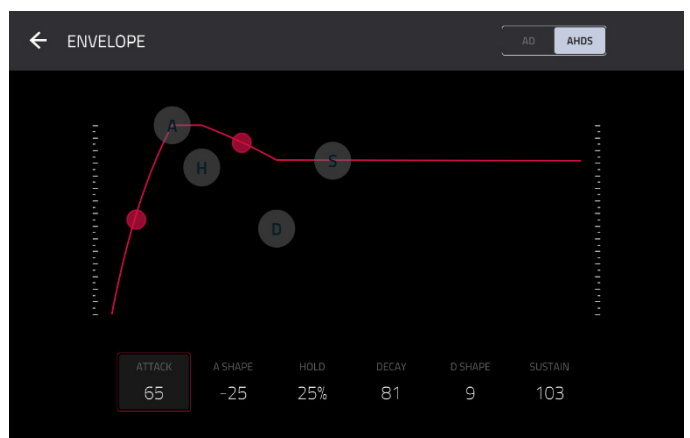 ENVELOPE
AD AHDS
A
H
S
D
ATTACK A SHAPE HOLD DECAY D SHAPE SUSTAIN
65 -25 25% 81 9 103